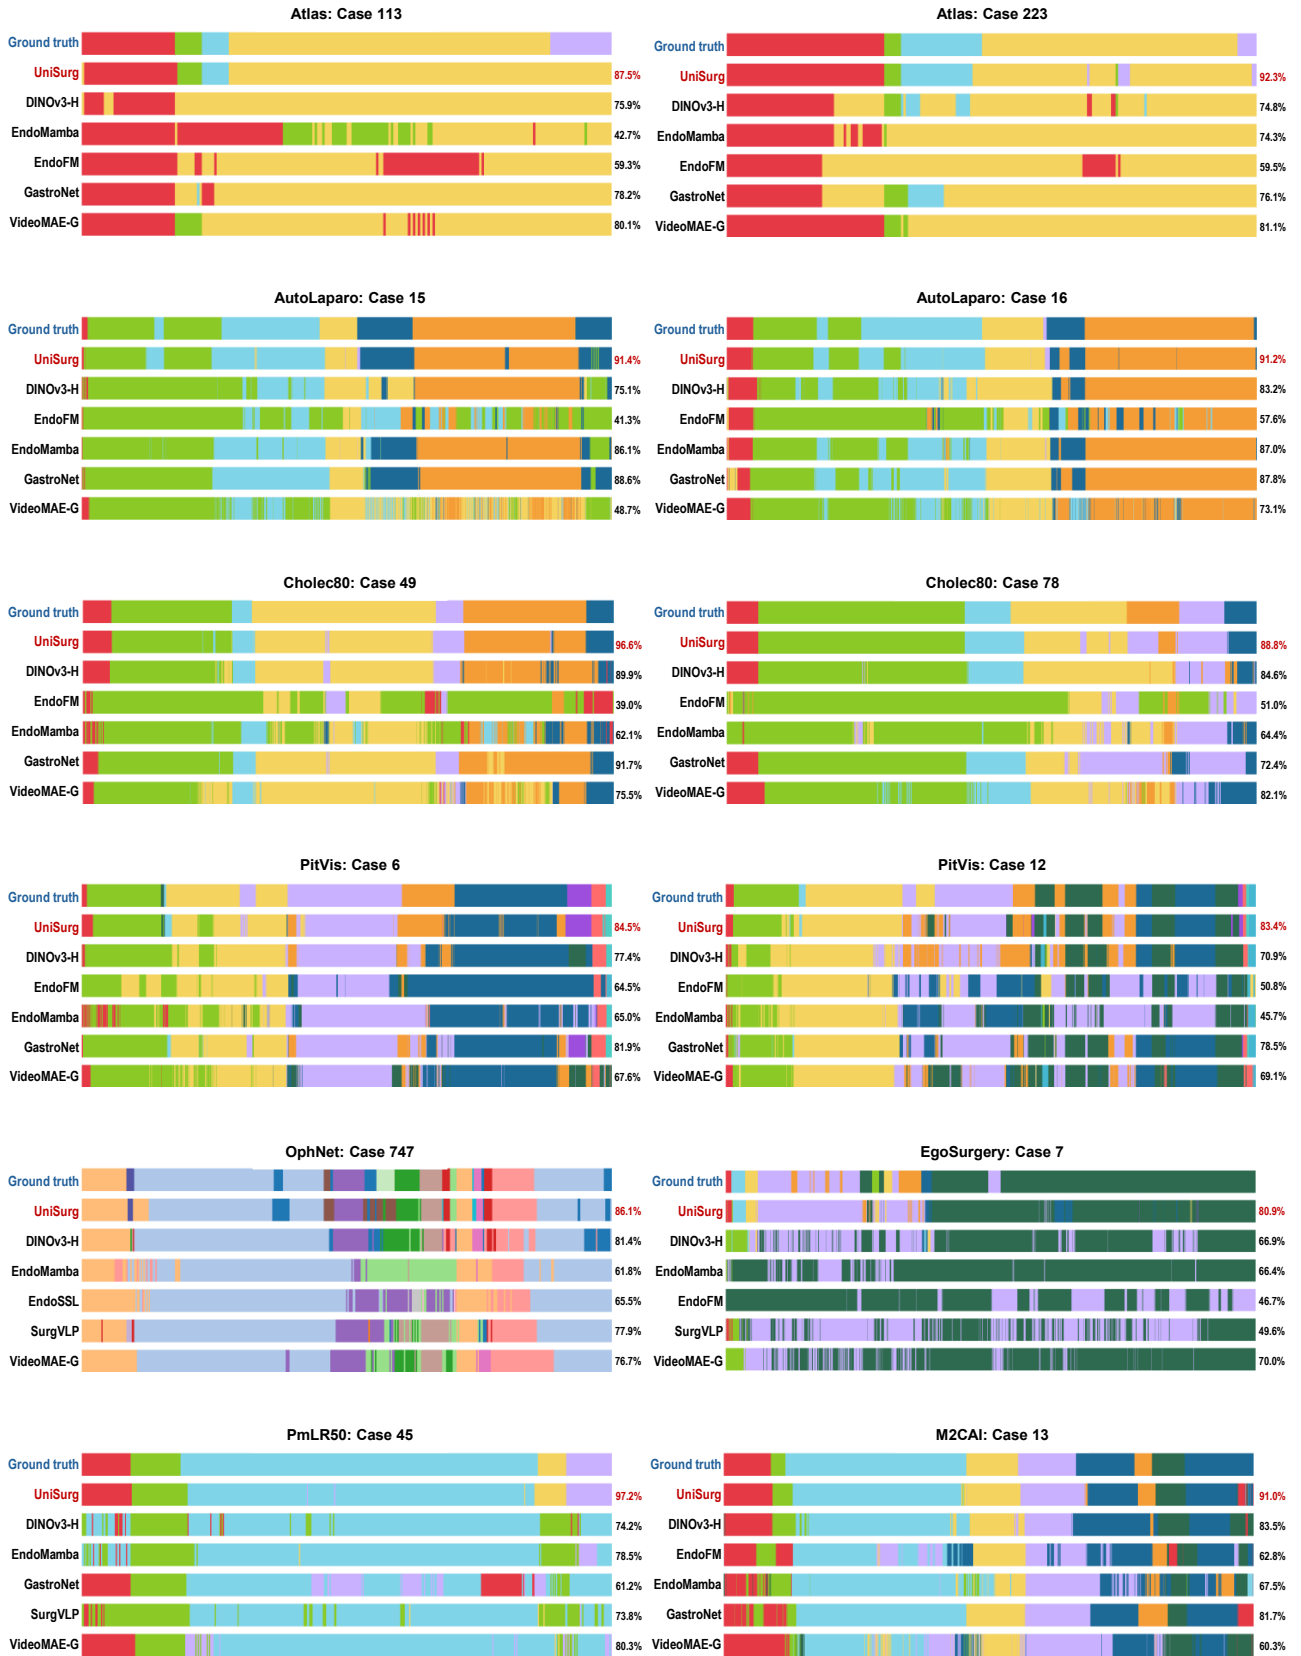 Atlas: Case 113
Ground truth
UniSurg 87.5%
DINOv3-H 75.9%
EndoMamba 42.7%
EndoFM 59.3%
GastroNet 78.2%
VideoMAE-G 80.1%
Atlas: Case 223
Ground truth
UniSurg 92.3%
DINOv3-H 74.8%
EndoMamba 74.3%
EndoFM 59.5%
GastroNet 76.1%
VideoMAE-G 81.1%
AutoLaparo: Case 15
Ground truth
UniSurg 91.4%
DINOv3-H 75.1%
EndoFM 41.3%
EndoMamba 86.1%
GastroNet 88.6%
VideoMAE-G 48.7%
AutoLaparo: Case 16
Ground truth
UniSurg 91.2%
DINOv3-H 83.2%
EndoFM 57.6%
EndoMamba 87.0%
GastroNet 87.8%
VideoMAE-G 73.1%
Cholec80: Case 49
Ground truth
UniSurg 96.6%
DINOv3-H 89.9%
EndoFM 39.0%
EndoMamba 62.1%
GastroNet 91.7%
VideoMAE-G 75.5%
Cholec80: Case 78
Ground truth
UniSurg 88.8%
DINOv3-H 84.6%
EndoFM 51.0%
EndoMamba 64.4%
GastroNet 72.4%
VideoMAE-G 82.1%
PitVis: Case 6
Ground truth
UniSurg 84.5%
DINOv3-H 77.4%
EndoFM 64.5%
EndoMamba 65.0%
GastroNet 81.9%
VideoMAE-G 67.6%
PitVis: Case 12
Ground truth
UniSurg 83.4%
DINOv3-H 70.9%
EndoFM 50.8%
EndoMamba 45.7%
GastroNet 78.5%
VideoMAE-G 69.1%
OphNet: Case 747
Ground truth
UniSurg 86.1%
DINOv3-H 81.4%
EndoMamba 61.8%
EndoSSL 65.5%
SurgVLP 77.9%
VideoMAE-G 76.7%
EgoSurgery: Case 7
Ground truth
UniSurg 80.9%
DINOv3-H 66.9%
EndoMamba 66.4%
EndoFM 46.7%
SurgVLP 49.6%
VideoMAE-G 70.0%
PmLR50: Case 45
Ground truth
UniSurg 97.2%
DINOv3-H 74.2%
EndoMamba 78.5%
GastroNet 61.2%
SurgVLP 73.8%
VideoMAE-G 80.3%
M2CAI: Case 13
Ground truth
UniSurg 91.0%
DINOv3-H 83.5%
EndoFM 62.8%
EndoMamba 67.5%
GastroNet 81.7%
VideoMAE-G 60.3%